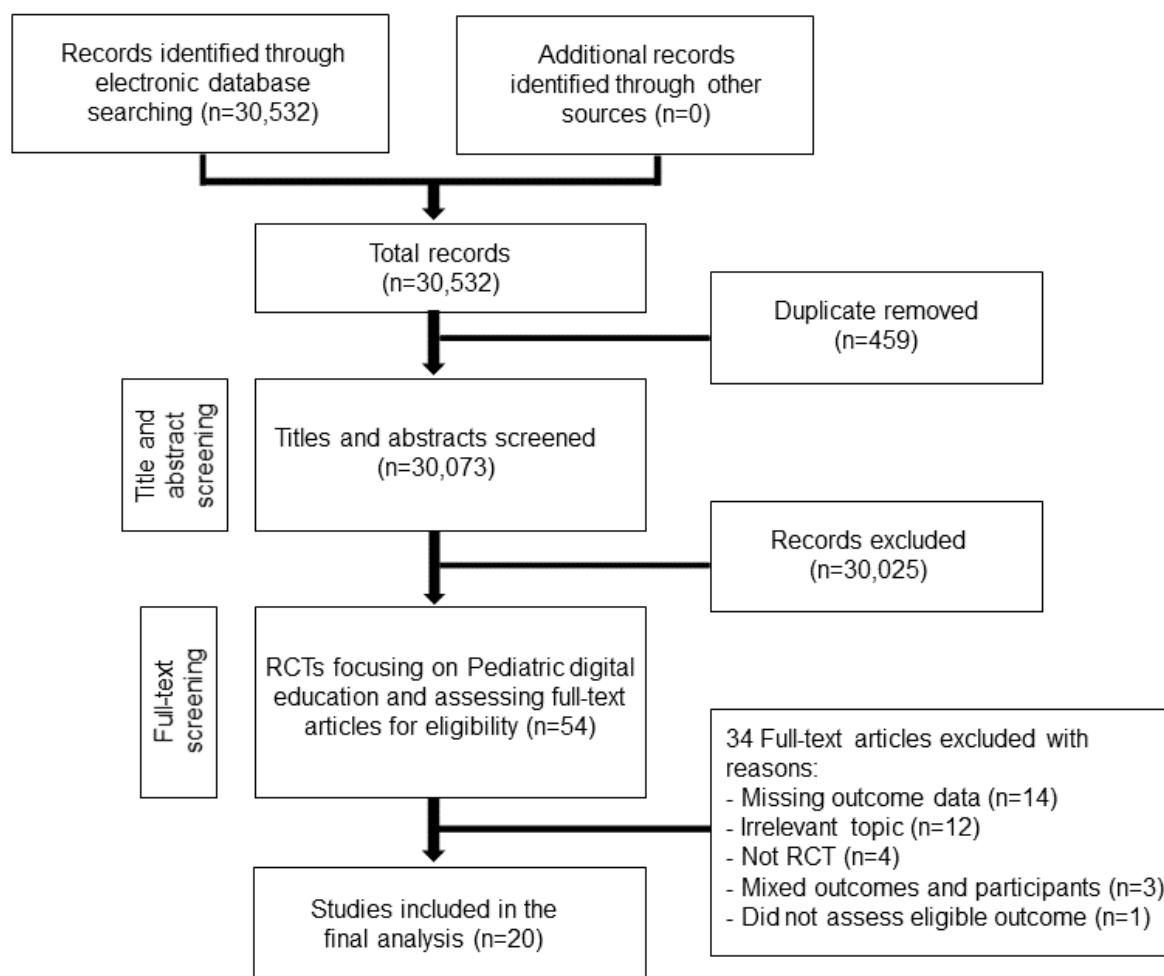 Records identified through
electronic database
searching (n=30,532)
Additional records
identified through other
sources (n=0)
Total records
(n=30,532)
Duplicate removed
(n=459)
Title and
abstract
screening
Titles and abstracts screened
(n=30,073)
Records excluded
(n=30,025)
Full-text
screening
RCTs focusing on Pediatric digital
education and assessing full-text
articles for eligibility (n=54)
34 Full-text articles excluded with
reasons:
- Missing outcome data (n=14)
- Irrelevant topic (n=12)
- Not RCT (n=4)
- Mixed outcomes and participants (n=3)
- Did not assess eligible outcome (n=1)
Studies included in the
final analysis (n=20)